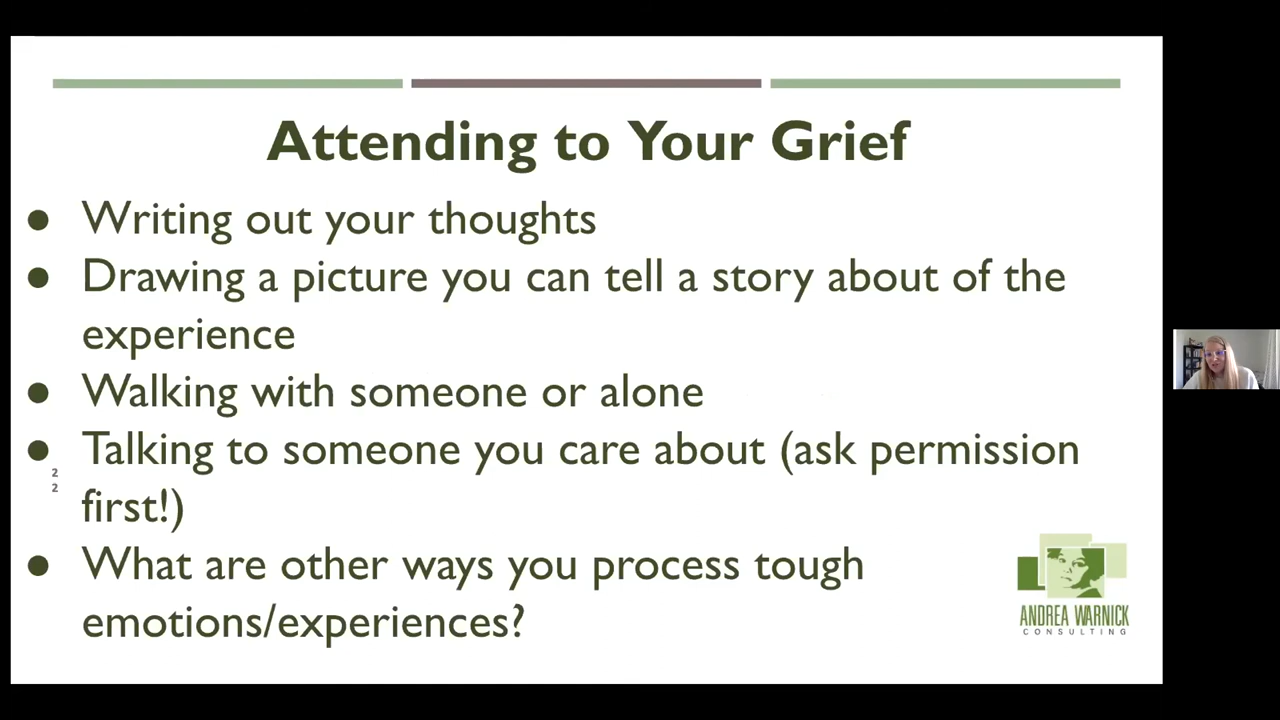 Attending to Your Grief
● Writing out your thoughts
● Drawing a picture you can tell a story about of the
experience
● Walking with someone or alone
● Talking to someone you care about (ask permission
first!)
2
2
● What are other ways you process tough
emotions/experiences?
ANDREA WARNICK
CONSULTING